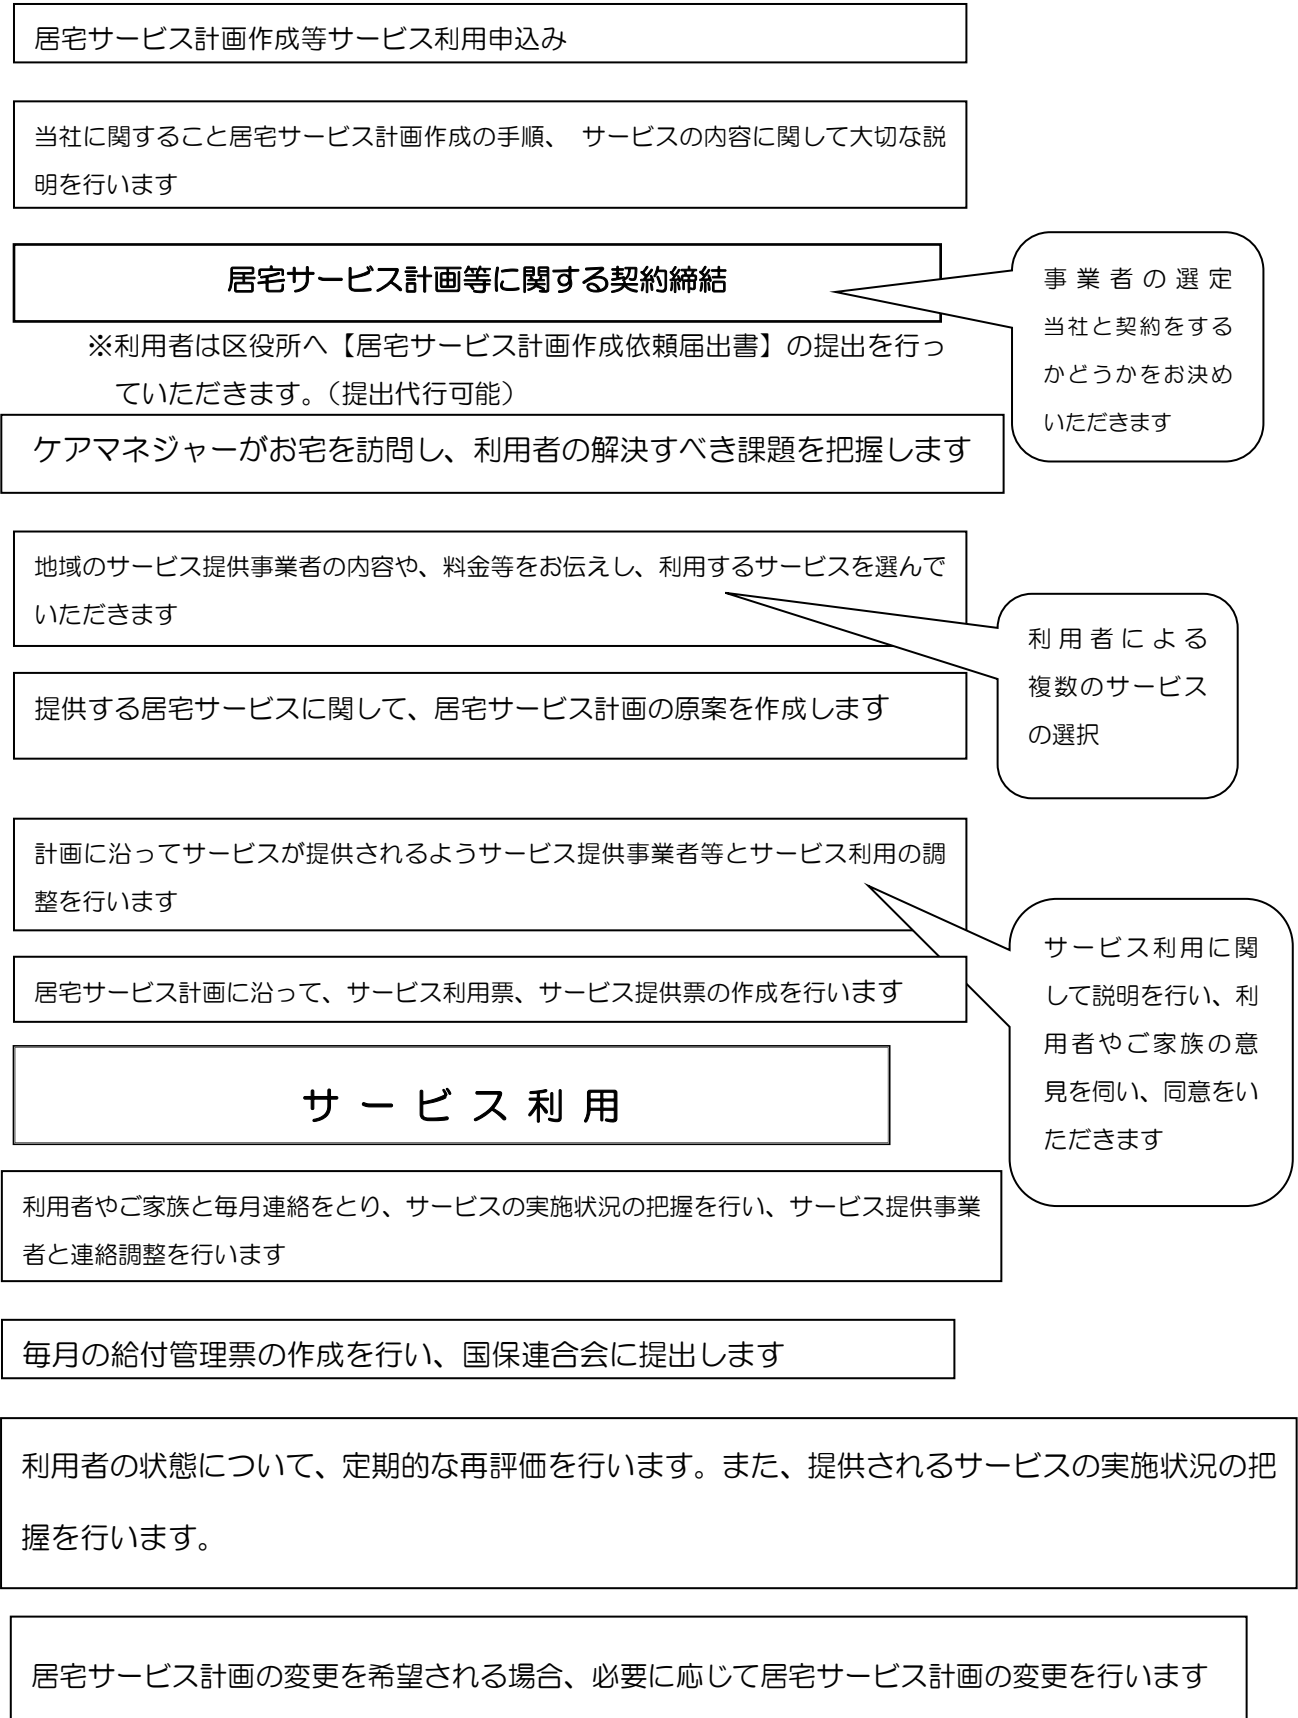 居宅サービス計画作成等サービス利用申込み
当社に関すること居宅サービス計画作成の手順、 サービスの内容に関して大切な説
明を行います
居宅サービス計画等に関する契約締結
※利用者は区役所へ【居宅サービス計画作成依頼届出書】の提出を行っ
ていただきます。（提出代行可能）
事業者の選定
当社と契約をする
かどうかをお決め
いただきます
ケアマネジャーがお宅を訪問し、利用者の解決すべき課題を把握します
地域のサービス提供事業者の内容や、料金等をお伝えし、利用するサービスを選んで
いただきます
利用者による
複数のサービス
の選択
提供する居宅サービスに関して、居宅サービス計画の原案を作成します
計画に沿ってサービスが提供されるようサービス提供事業者等とサービス利用の調
整を行います
サービス利用に関
して説明を行い、利
用者やご家族の意
見を伺い、同意をい
ただきます
居宅サービス計画に沿って、サービス利用票、サービス提供票の作成を行います
サービス利用
利用者やご家族と毎月連絡をとり、サービスの実施状況の把握を行い、サービス提供事業
者と連絡調整を行います
毎月の給付管理票の作成を行い、国保連合会に提出します
利用者の状態について、定期的な再評価を行います。また、提供されるサービスの実施状況の把
握を行います。
居宅サービス計画の変更を希望される場合、必要に応じて居宅サービス計画の変更を行います